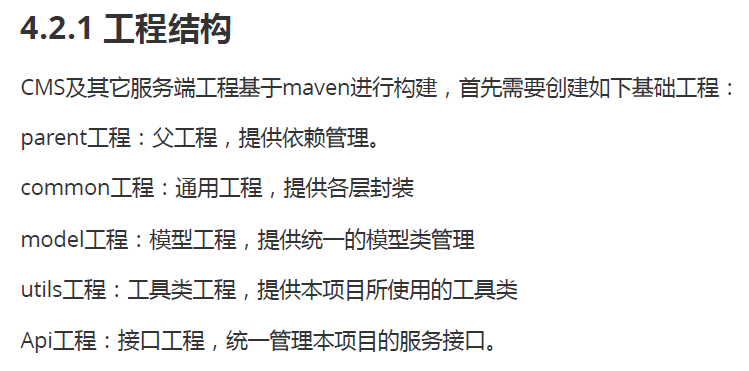 4.2.1 工程结构
CMS及其它服务端工程基于maven进行构建，首先需要创建如下基础工程：
parent工程：父工程，提供依赖管理。
common工程：通用工程，提供各层封装
model工程：模型工程，提供统一的模型类管理
utils工程：工具类工程，提供本项目所使用的工具类
Api工程：接口工程，统一管理本项目的服务接口。